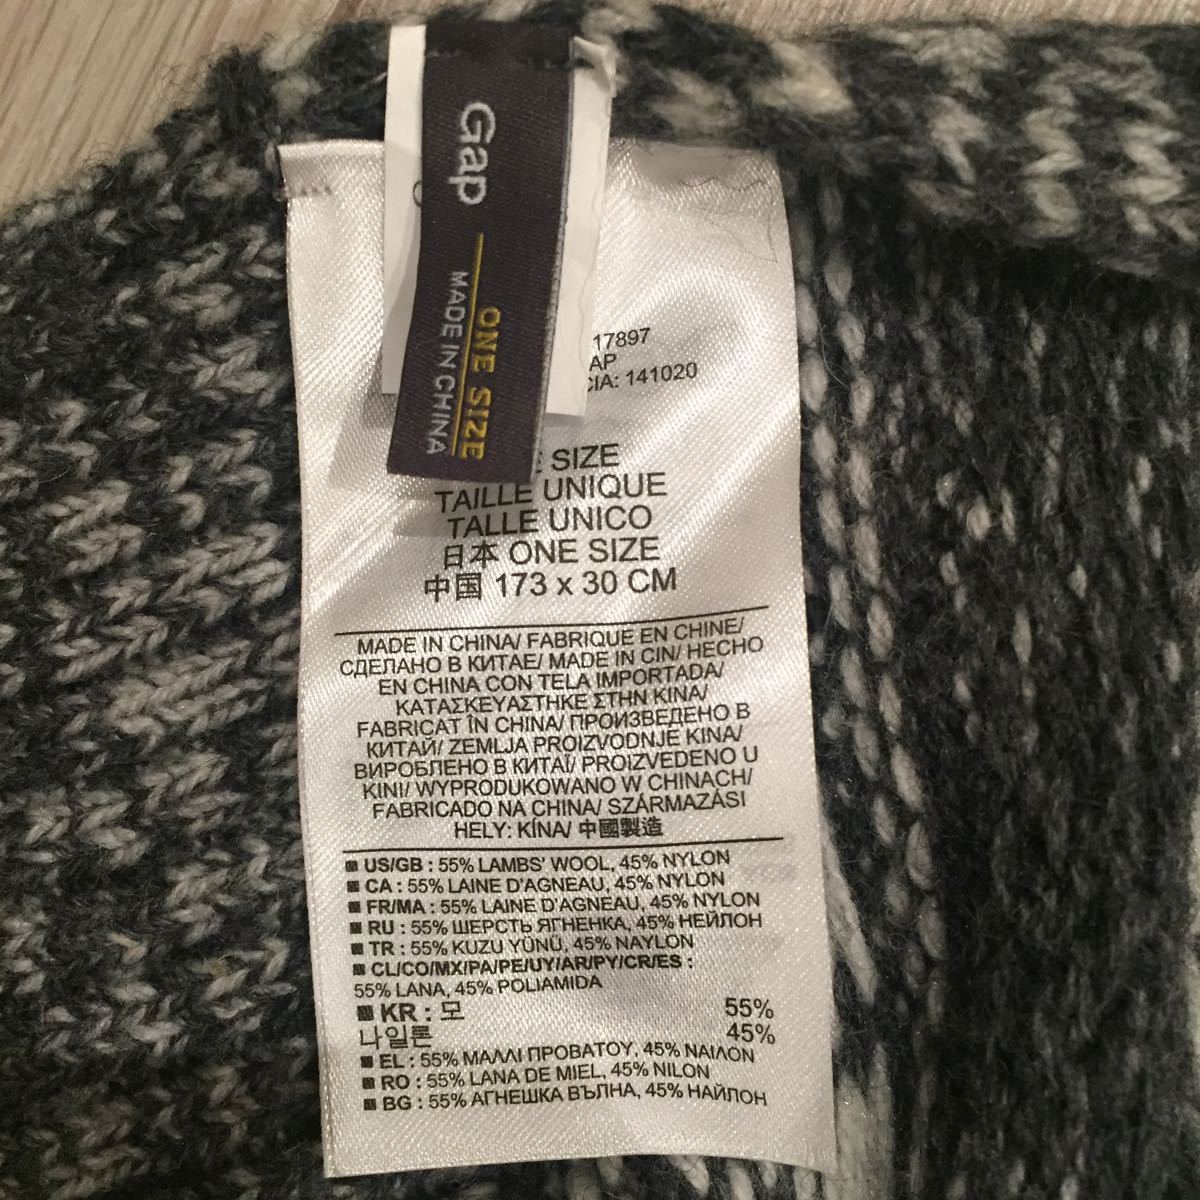 Gap
ONE SIZE
MADE IN CHINA
17897
AP
CIA: 141020
SIZE
TAILLE UNIQUE
TALLE UNICO
日本 ONE SIZE
中国 173 x 30 CM
MADE IN CHINA/ FABRIQUE EN CHINE/
СДЕЛАНО В КИТАЕ/ MADE IN CIN/ HECHO
EN CHINA CON TELA IMPORTADA/
ΚΑΤΑΣΚΕΥΑΣΤΗΚΕ ΣΤΗΝ ΚΙΝΑ/
FABRICAT ÎN CHINA/ ПРОИЗВЕДЕНО В
КИТАЙ/ ZEMLJA PROIZVODNJE KINA/
ВИРОБЛЕНО В КИТАЇ/ PROIZVEDENO U
KINI/ WYPRODUKOWANO W CHINACH/
FABRICADO NA CHINA/ SZÁRMAZÁSI
HELY: KÍNA/ 中國製造
■ US/GB : 55% LAMBS' WOOL, 45% NYLON
■ CA : 55% LAINE D'AGNEAU, 45% NYLON
■ FR/MA : 55% LAINE D'AGNEAU, 45% NYLON
■ RU : 55% ШЕРСТЬ ЯГНЕНКА, 45% НЕЙЛОН
■ TR : 55% KUZU YÜNÜ, 45% NAYLON
■ CL/CO/MX/PA/PE/UY/AR/PY/CR/ES :
55% LANA, 45% POLIAMIDA
■ KR : 모 55%
나일론 45%
■ EL : 55% ΜΑΛΛΙ ΠΡΟΒΑΤΟΥ, 45% ΝΑΙΛΟΝ
■ RO : 55% LANA DE MIEL, 45% NILON
■ BG : 55% АГНЕШКА ВЪЛНА, 45% НАЙЛОН